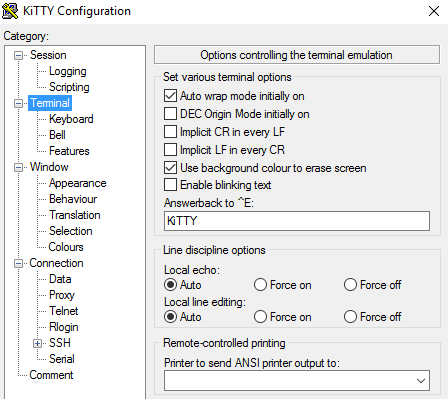 KiTTY Configuration
Category:
Session
Logging
Scripting
Terminal
Keyboard
Bell
Features
Window
Appearance
Behaviour
Translation
Selection
Colours
Connection
Data
Proxy
Telnet
Rlogin
SSH
Serial
Comment
Options controlling the terminal emulation
Set various terminal options
Auto wrap mode initially on
DEC Origin Mode initially on
Implicit CR in every LF
Implicit LF in every CR
Use background colour to erase screen
Enable blinking text
Answerback to ^E:
KiTTY
Line discipline options
Local echo:
Auto Force on Force off
Local line editing:
Auto Force on Force off
Remote-controlled printing
Printer to send ANSI printer output to: